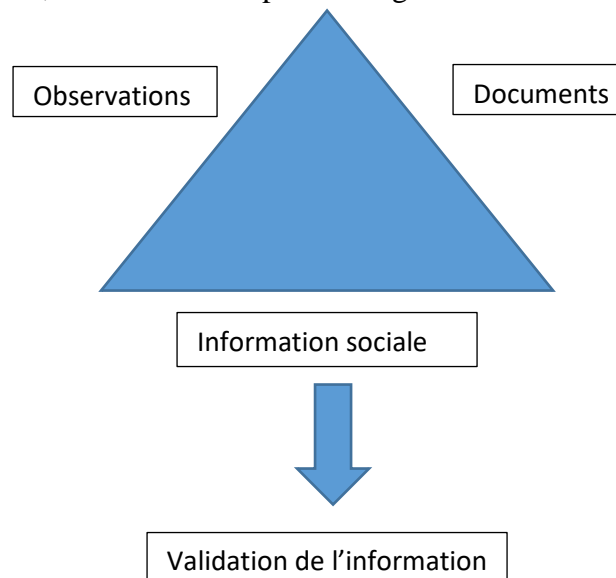 Observations
Documents
Information sociale
Validation de l’information